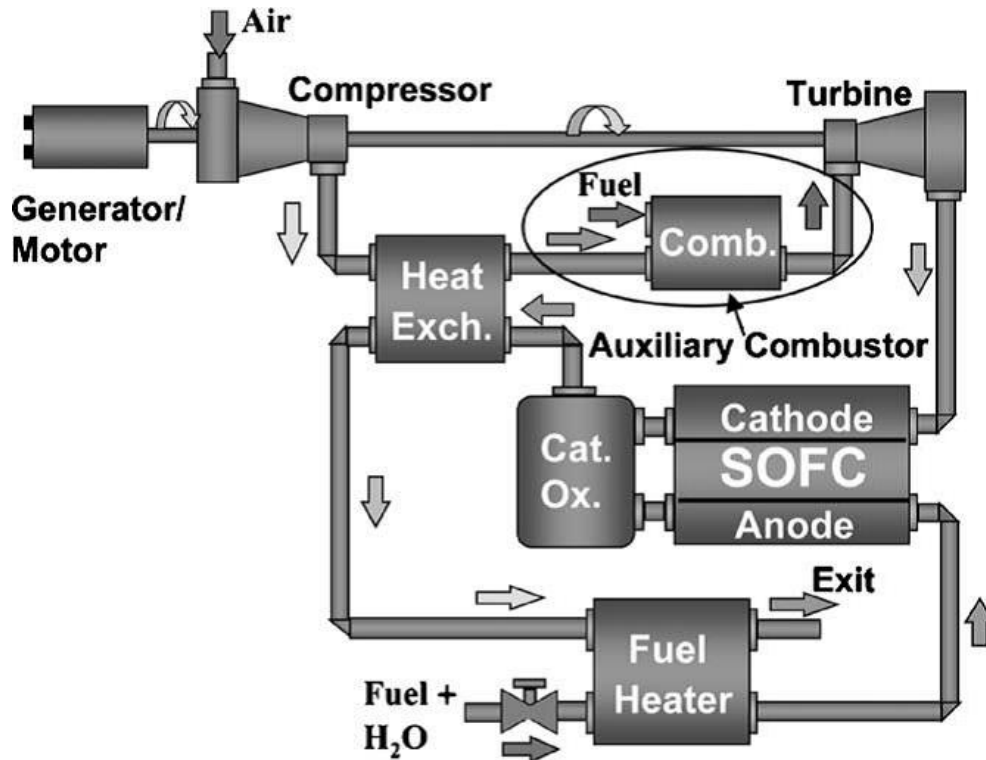 Air
Compressor
Turbine
Generator/
Motor
Fuel
Comb.
Heat
Exch.
Auxiliary Combustor
Cathode
SOFC
Anode
Cat.
Ox.
Exit
Fuel
Heater
Fuel +
H₂O